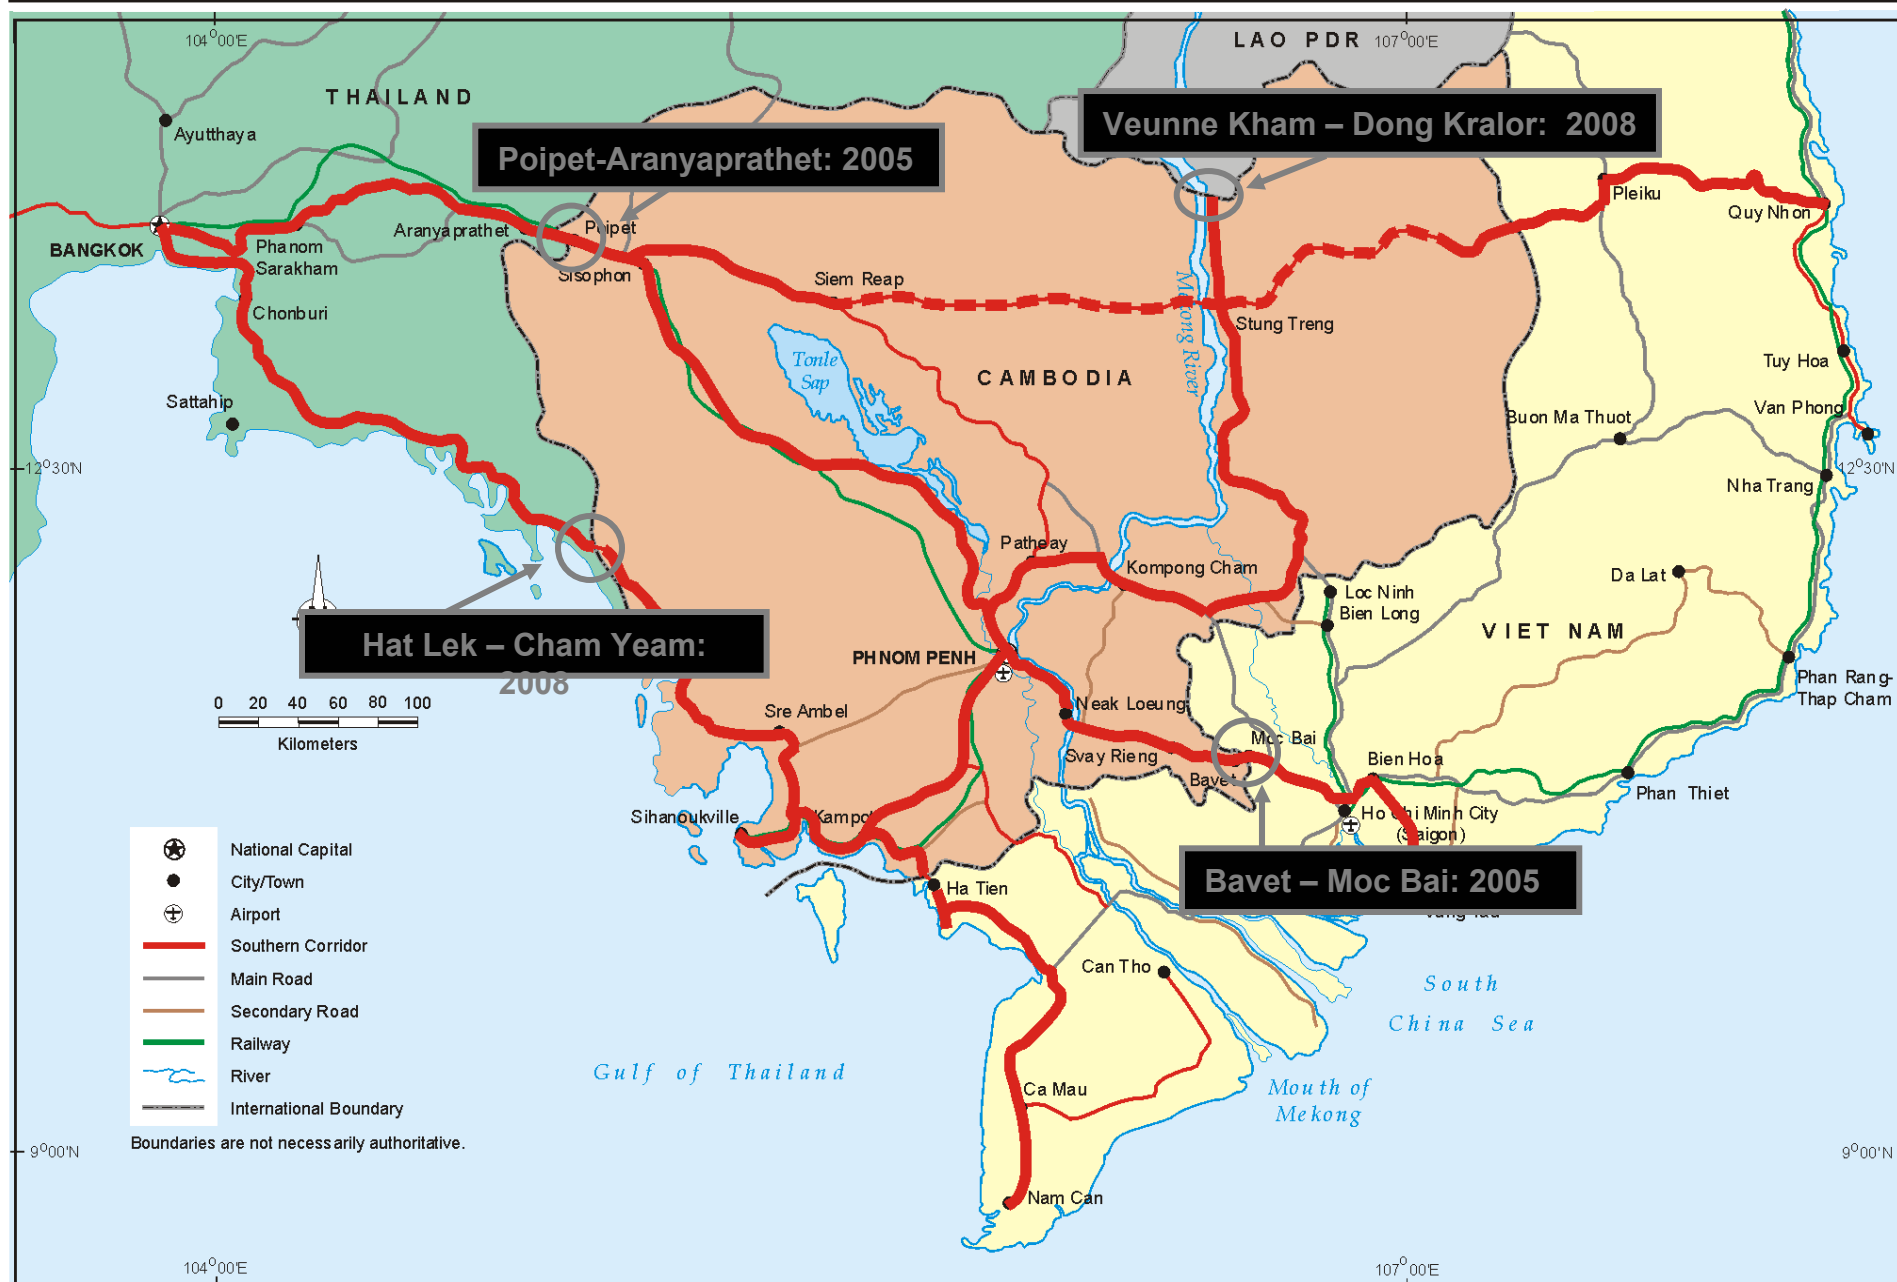 104°00'E
LAO PDR
107°00'E
THAILAND
Ayutthaya
Veunne Kham – Dong Kralor: 2008
Poipet-Aranyaprathet: 2005
Pleiku
Quy Nhon
BANGKOK
Phanom
Sarakham
Aranyaprathet
Poipet
Sisophon
Siem Reap
Chonburi
Mekong River
Stung Treng
Tonle
Sap
CAMBODIA
Tuy Hoa
Sattahip
Buon Ma Thuot
Van Phong
12°30'N
12°30'N
Nha Trang
Patheay
Kompong Cham
Da Lat
Loc Ninh
Bien Long
VIET NAM
Hat Lek – Cham Yeam:
2008
PHNOM PENH
Phan Rang-
Thap Cham
0 20 40 60 80 100
Kilometers
Sre Ambel
Neak Loeung
Moc Bai
Svay Rieng
Bavet
Bien Hoa
Phan Thiet
Sihanoukville
Kampot
Ho Chi Minh City
(Saigon)
Bavet – Moc Bai: 2005
Vung Tau
Ha Tien
National Capital
City/Town
Airport
Southern Corridor
Main Road
Secondary Road
Railway
River
International Boundary
Boundaries are not necessarily authoritative.
Can Tho
South
China Sea
Gulf of Thailand
Ca Mau
Mouth of
Mekong
9°00'N
9°00'N
Nam Can
104°00'E
107°00'E